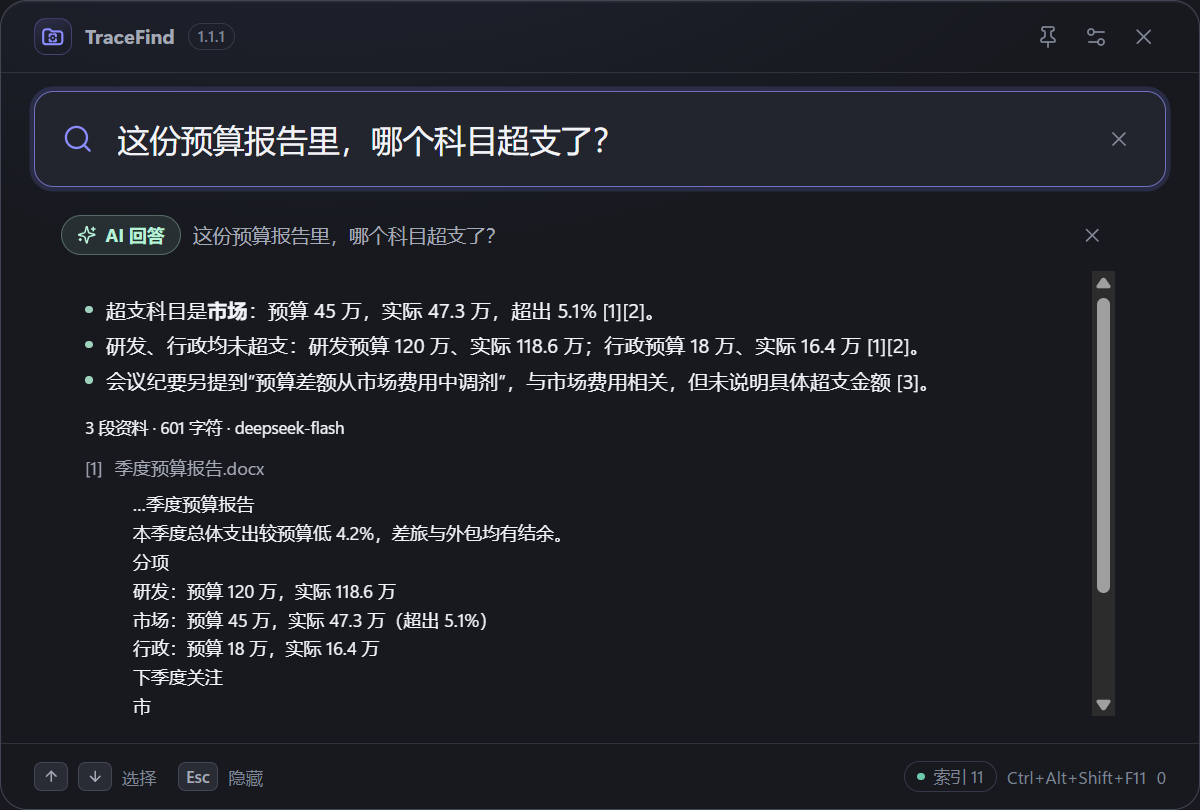 TraceFind 1.1.1
这份预算报告里，哪个科目超支了？
AI 回答 这份预算报告里，哪个科目超支了？
• 超支科目是市场：预算 45 万，实际 47.3 万，超出 5.1% [1][2]。
• 研发、行政均未超支：研发预算 120 万、实际 118.6 万；行政预算 18 万、实际 16.4 万 [1][2]。
• 会议纪要另提到“预算差额从市场费用中调剂”，与市场费用相关，但未说明具体超支金额 [3]。
3 段资料 · 601 字符 · deepseek-flash
[1] 季度预算报告.docx
...季度预算报告
本季度总体支出较预算低 4.2%，差旅与外包均有结余。
分项
研发：预算 120 万，实际 118.6 万
市场：预算 45 万，实际 47.3 万（超出 5.1%）
行政：预算 18 万，实际 16.4 万
下季度关注
市
↑ ↓ 选择 Esc 隐藏 索引 11 Ctrl+Alt+Shift+F11 0